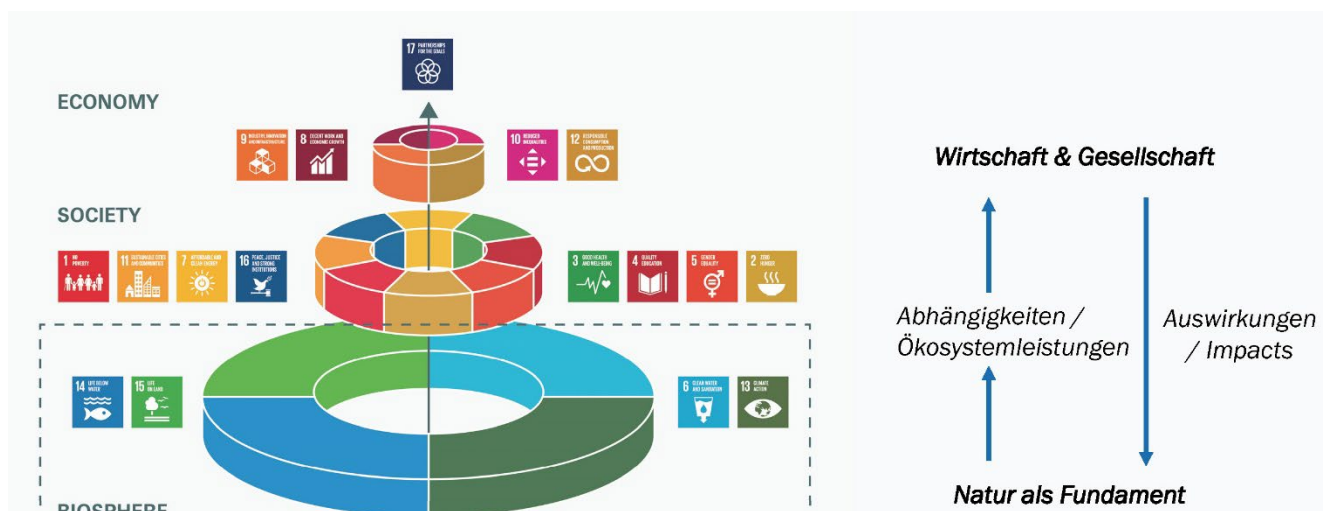 17 PARTNERSHIPS
FOR THE GOALS
ECONOMY
9 INDUSTRY, INNOVATION
AND INFRASTRUCTURE
8 DECENT WORK AND
ECONOMIC GROWTH
10 REDUCED
INEQUALITIES
12 RESPONSIBLE
CONSUMPTION
AND PRODUCTION
SOCIETY
1 NO
POVERTY
11 SUSTAINABLE CITIES
AND COMMUNITIES
7 AFFORDABLE AND
CLEAN ENERGY
16 PEACE, JUSTICE
AND STRONG
INSTITUTIONS
3 GOOD HEALTH
AND WELL-BEING
4 QUALITY
EDUCATION
5 GENDER
EQUALITY
2 ZERO
HUNGER
14 LIFE BELOW
WATER
15 LIFE
ON LAND
6 CLEAN WATER
AND SANITATION
13 CLIMATE
ACTION
BIOSPHERE
Wirtschaft & Gesellschaft
Abhängigkeiten /
Ökosystemleistungen
Auswirkungen
/ Impacts
Natur als Fundament